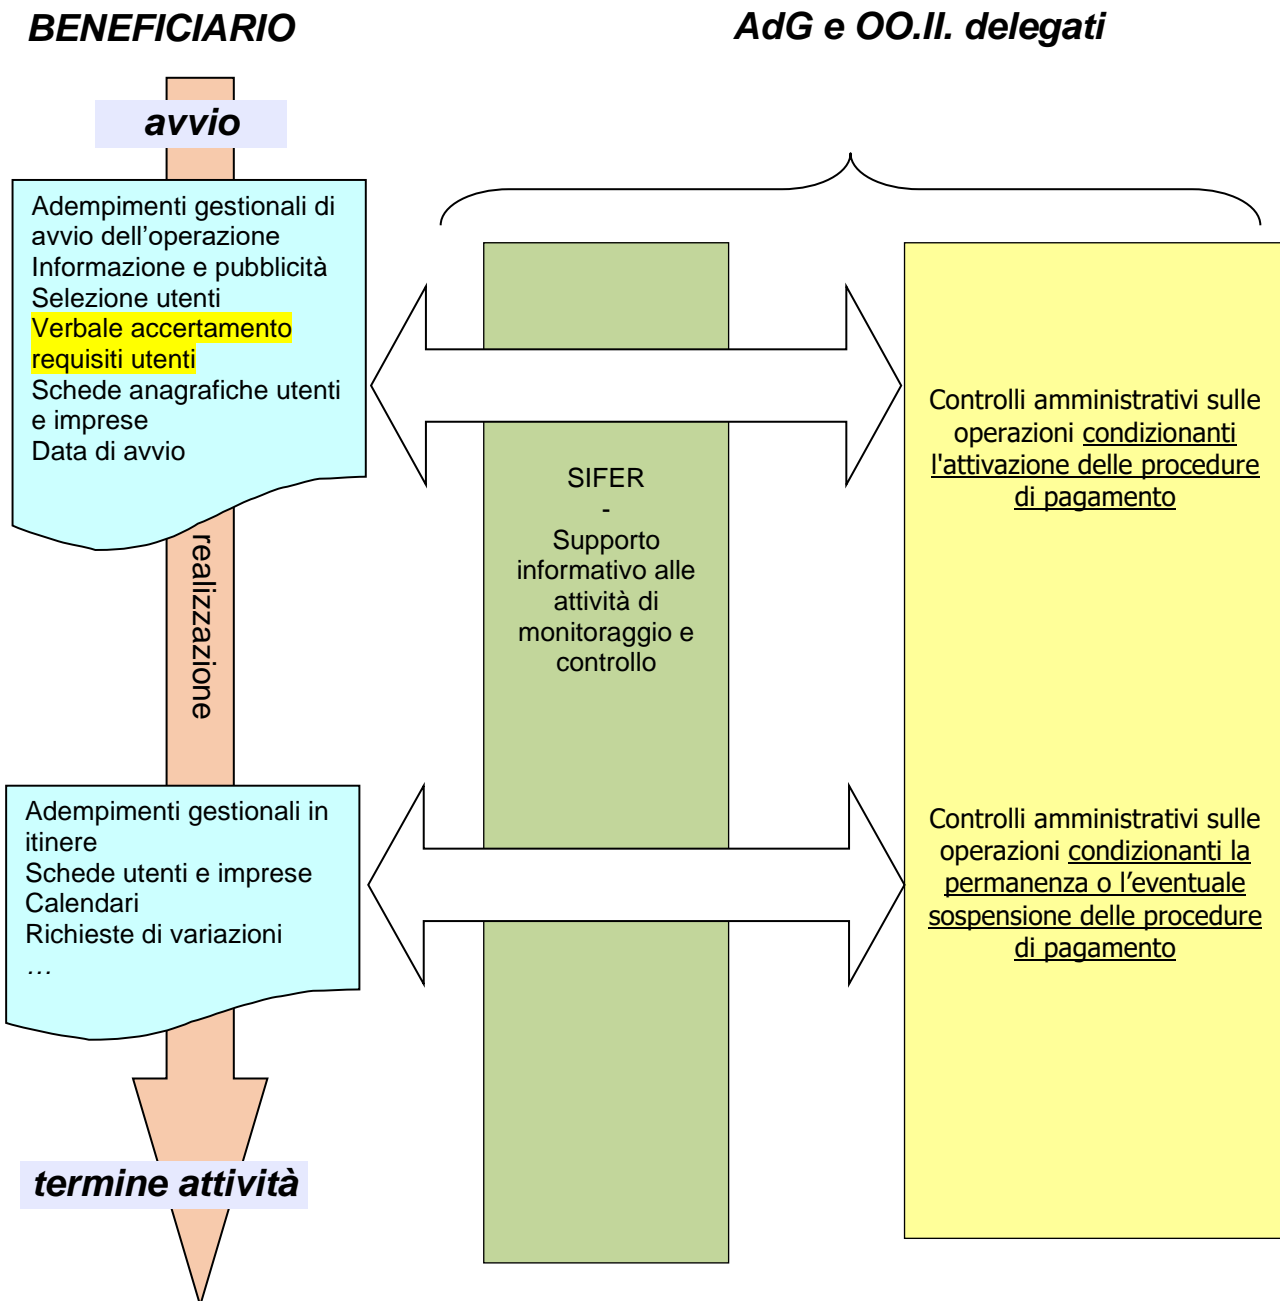 BENEFICIARIO
AdG e OO.II. delegati
avvio
Adempimenti gestionali di
avvio dell’operazione
Informazione e pubblicità
Selezione utenti
Verbale accertamento
requisiti utenti
Schede anagrafiche utenti
e imprese
Data di avvio
realizzazione
SIFER
-
Supporto
informativo alle
attività di
monitoraggio e
controllo
Controlli amministrativi sulle
operazioni condizionanti
l'attivazione delle procedure
di pagamento
Adempimenti gestionali in
itinere
Schede utenti e imprese
Calendari
Richieste di variazioni
…
Controlli amministrativi sulle
operazioni condizionanti la
permanenza o l’eventuale
sospensione delle procedure
di pagamento
termine attività